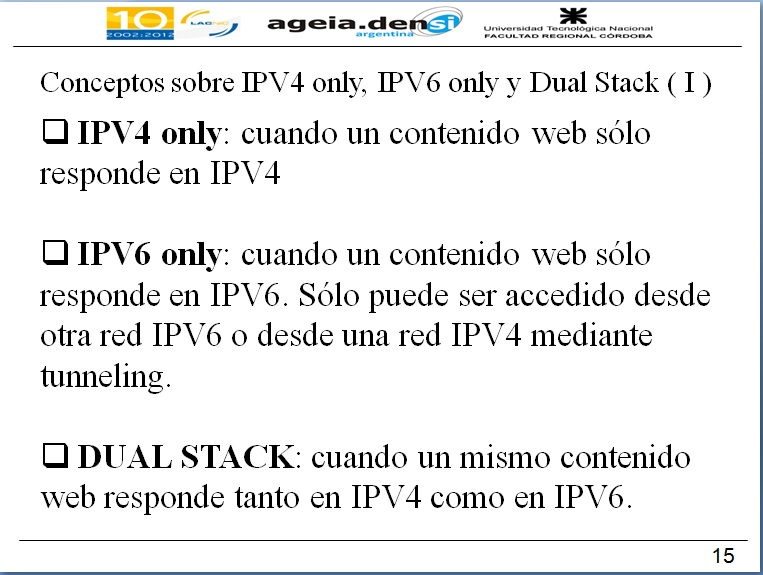 10 LACNIC ageia.densi
2002:2012 argentina Universidad Tecnológica Nacional
FACULTAD REGIONAL CÓRDOBA
Conceptos sobre IPV4 only, IPV6 only y Dual Stack ( I )
❑ IPV4 only: cuando un contenido web sólo
responde en IPV4
❑ IPV6 only: cuando un contenido web sólo
responde en IPV6. Sólo puede ser accedido desde
otra red IPV6 o desde una red IPV4 mediante
tunneling.
❑ DUAL STACK: cuando un mismo contenido
web responde tanto en IPV4 como en IPV6.
15